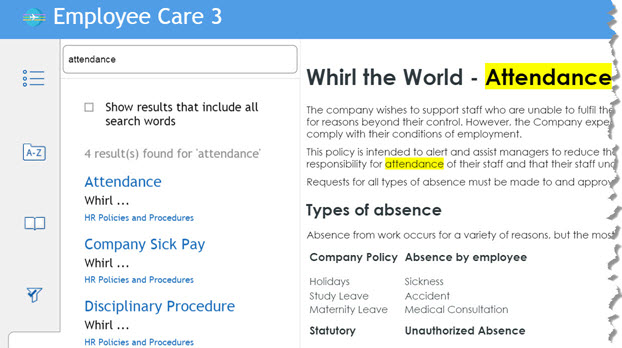 Employee Care 3
attendance
Show results that include all
search words
4 result(s) found for 'attendance'
Attendance
Whirl ...
HR Policies and Procedures
Company Sick Pay
Whirl ...
HR Policies and Procedures
Disciplinary Procedure
Whirl ...
HR Policies and Procedures
A-Z
Whirl the World - Attendance
The company wishes to support staff who are unable to fulfil the
for reasons beyond their control. However, the Company expe
comply with their conditions of employment.
This policy is intended to alert and assist managers to reduce th
responsibility for attendance of their staff and that their staff und
Requests for all types of absence must be made to and approv
Types of absence
Absence from work occurs for a variety of reasons, but the most
Company Policy Absence by employee
Holidays Sickness
Study Leave Accident
Maternity Leave Medical Consultation
Statutory Unauthorized Absence